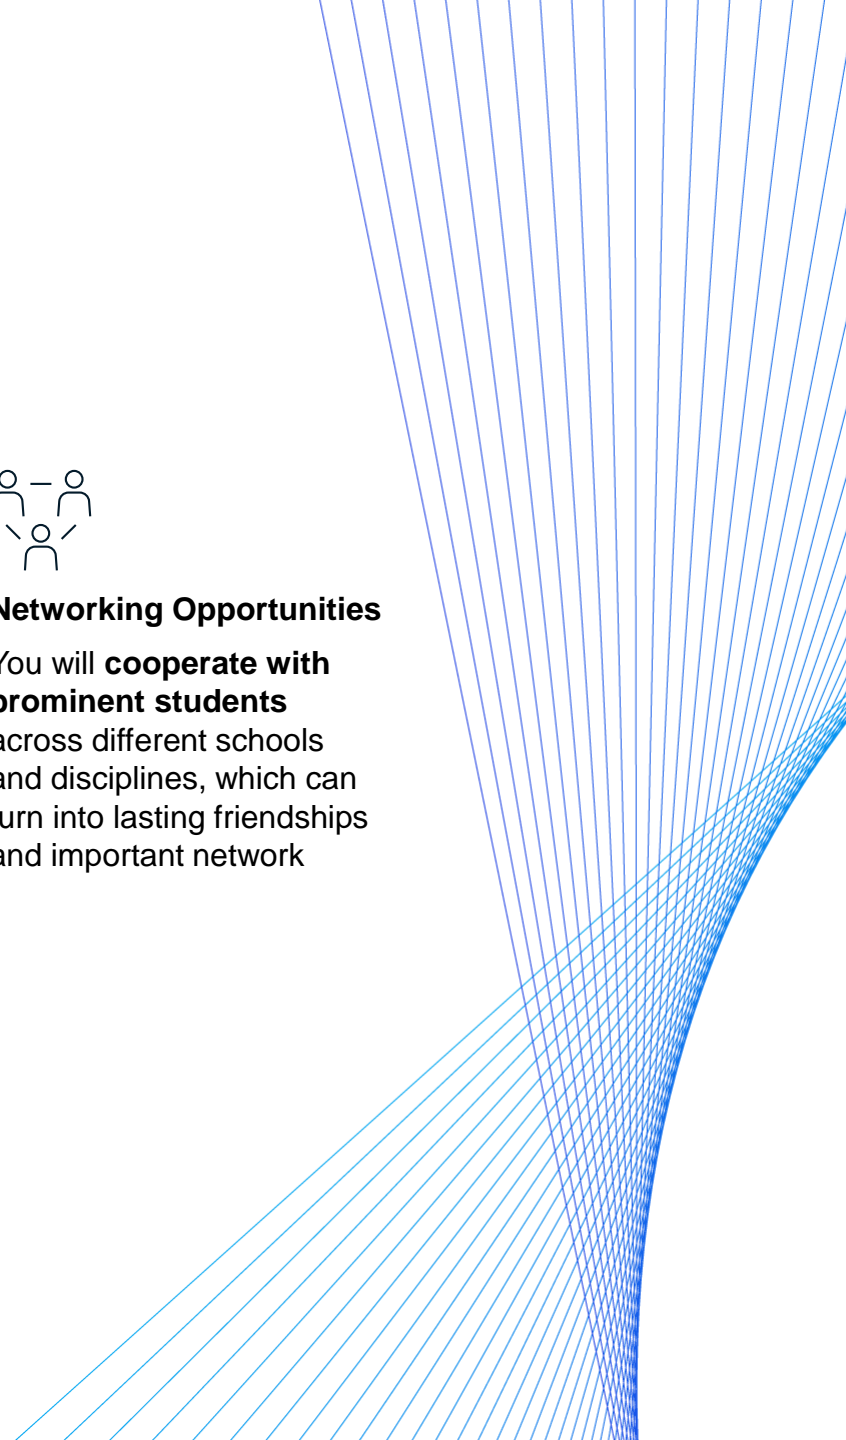 Networking Opportunities
You will cooperate with
prominent students
across different schools
and disciplines, which can
turn into lasting friendships
and important network